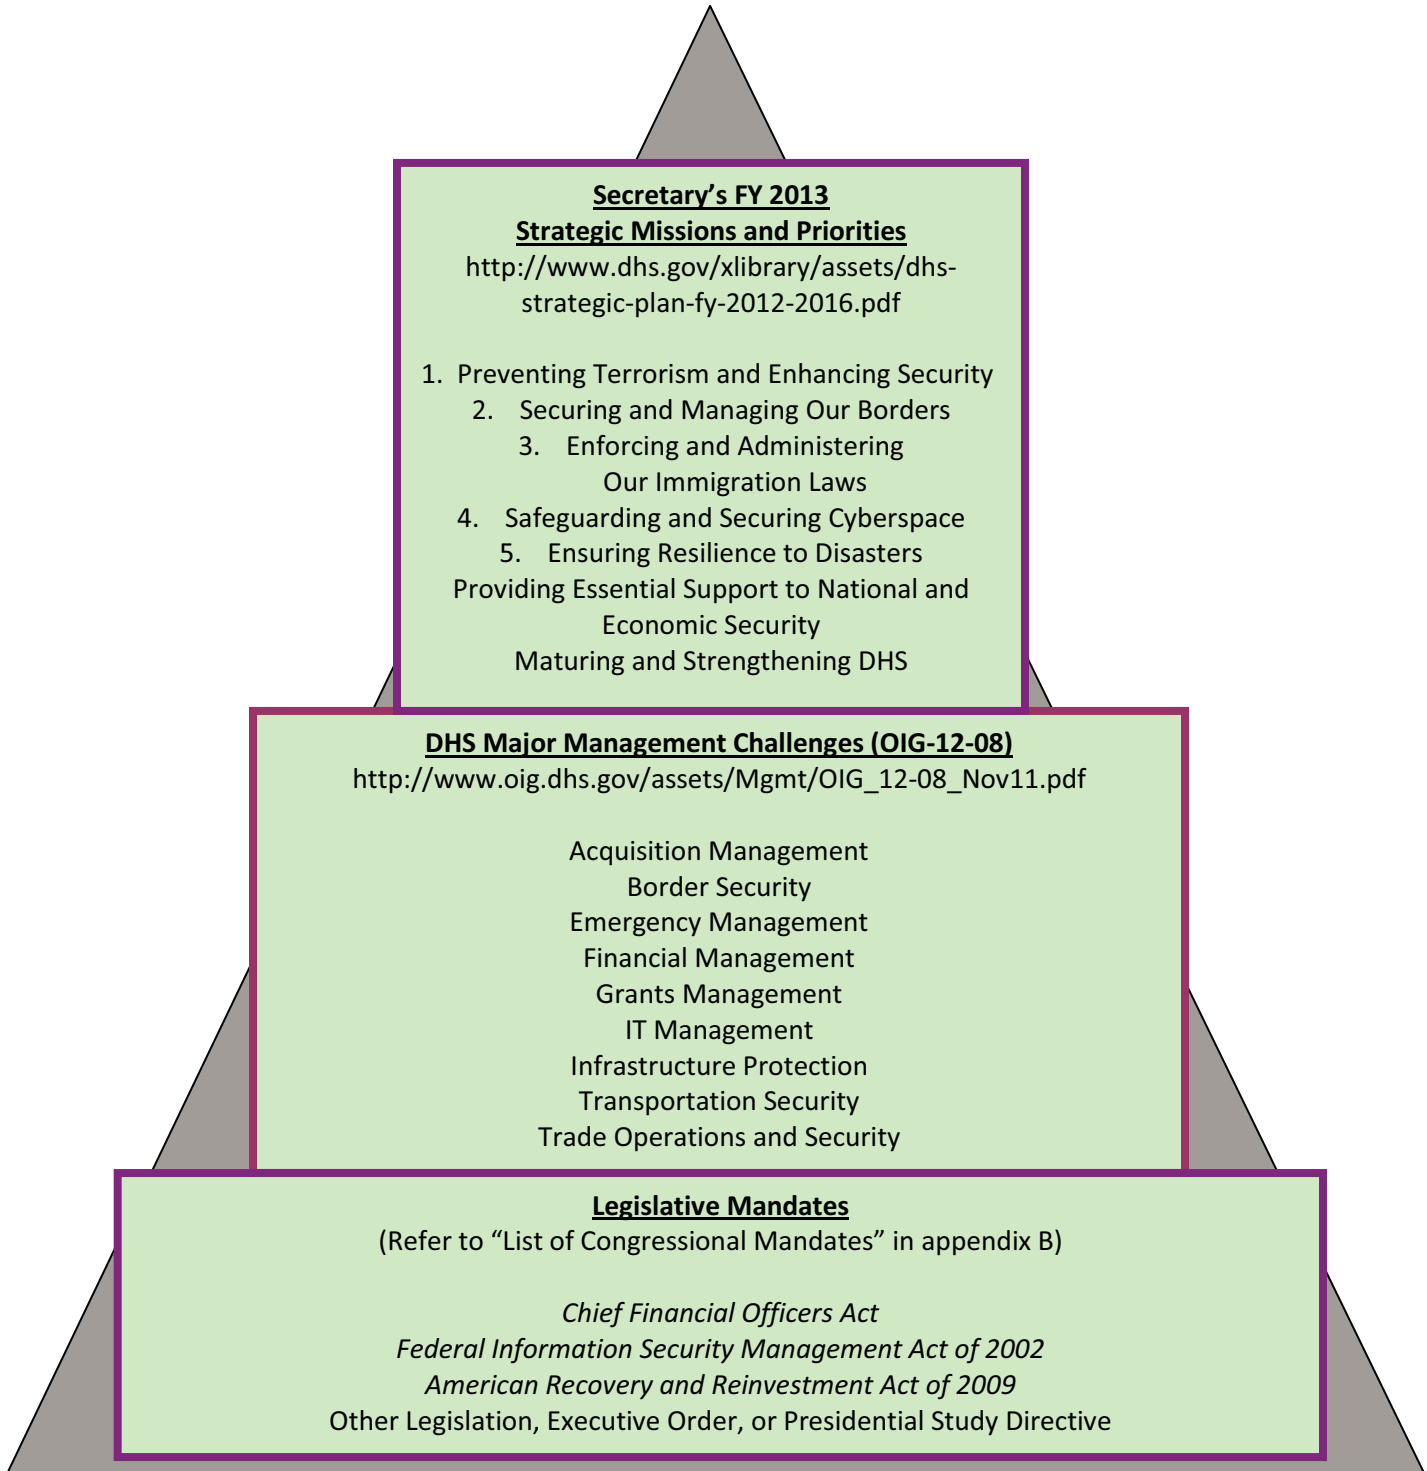 Secretary’s FY 2013
Strategic Missions and Priorities
http://www.dhs.gov/xlibrary/assets/dhs-
strategic-plan-fy-2012-2016.pdf
1. Preventing Terrorism and Enhancing Security
2. Securing and Managing Our Borders
3. Enforcing and Administering
Our Immigration Laws
4. Safeguarding and Securing Cyberspace
5. Ensuring Resilience to Disasters
Providing Essential Support to National and
Economic Security
Maturing and Strengthening DHS
DHS Major Management Challenges (OIG-12-08)
http://www.oig.dhs.gov/assets/Mgmt/OIG_12-08_Nov11.pdf
Acquisition Management
Border Security
Emergency Management
Financial Management
Grants Management
IT Management
Infrastructure Protection
Transportation Security
Trade Operations and Security
Legislative Mandates
(Refer to “List of Congressional Mandates” in appendix B)
Chief Financial Officers Act
Federal Information Security Management Act of 2002
American Recovery and Reinvestment Act of 2009
Other Legislation, Executive Order, or Presidential Study Directive